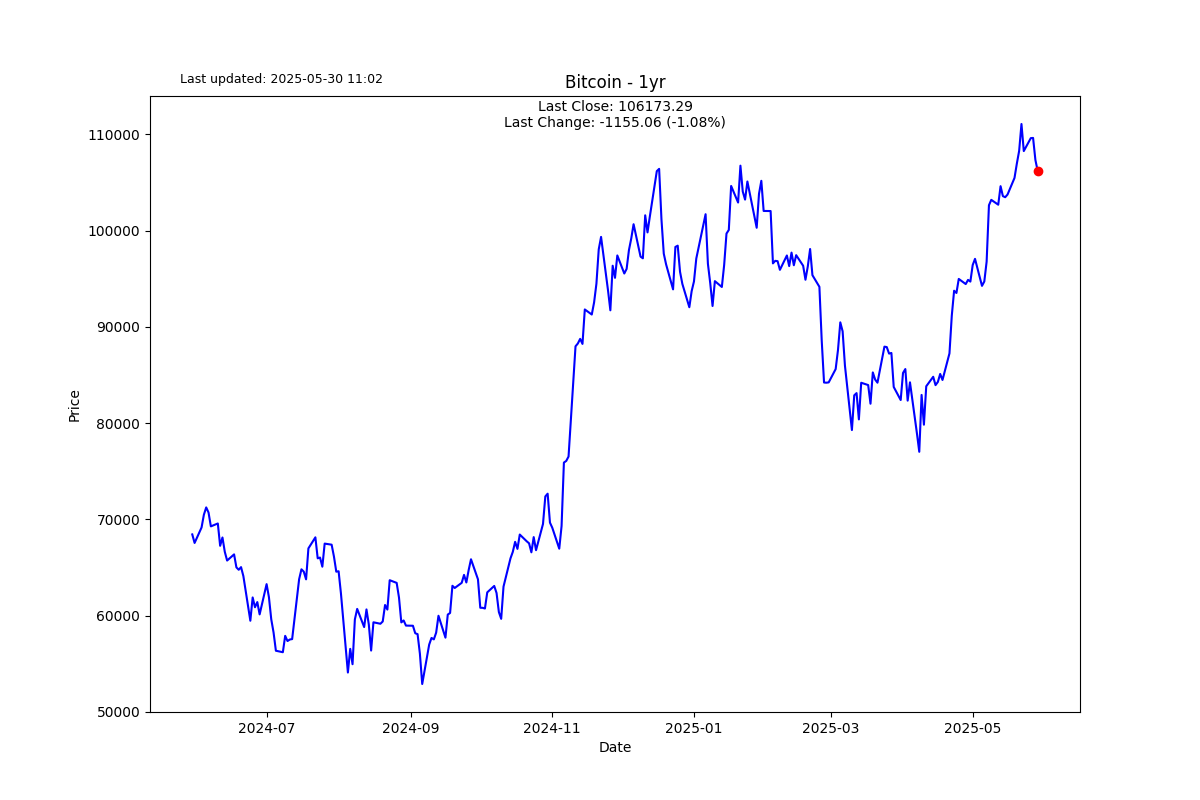 Last updated: 2025-05-30 11:02
Bitcoin - 1yr
Last Close: 106173.29
Last Change: -1155.06 (-1.08%)
110000
100000
90000
80000
70000
60000
50000
Price
2024-07
2024-09
2024-11
2025-01
2025-03
2025-05
Date